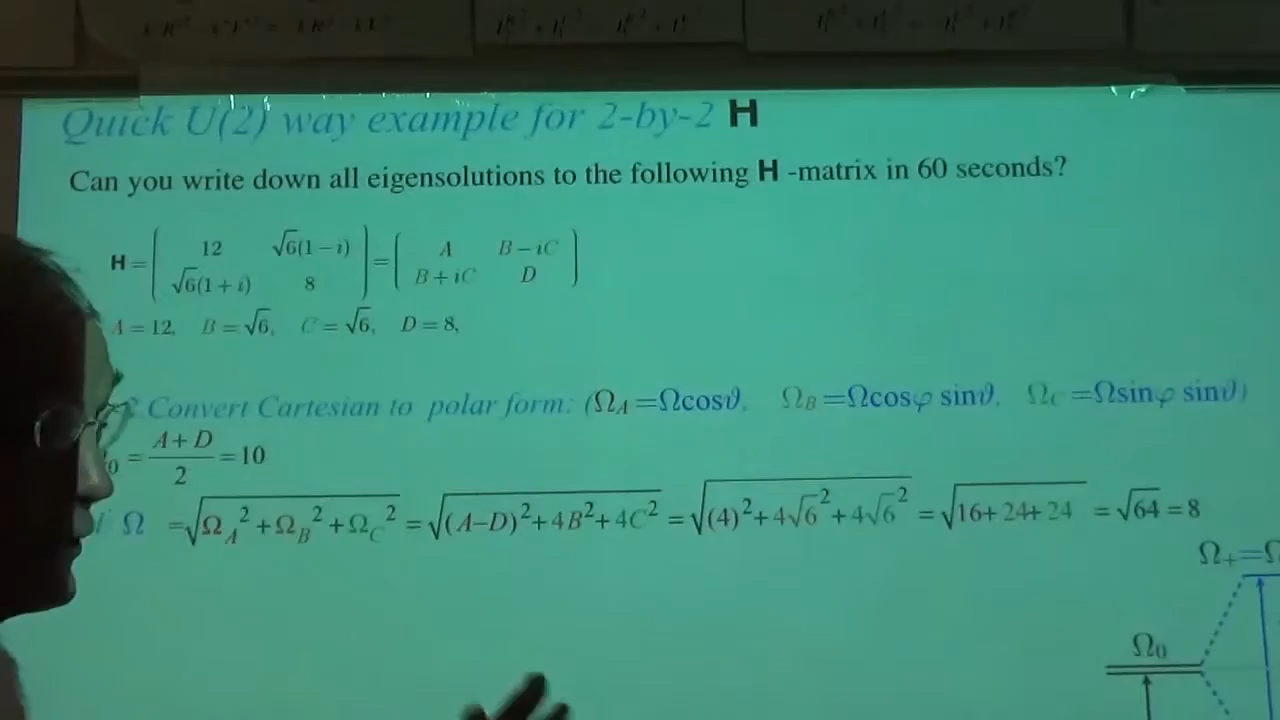 Quick U(2) way example for 2-by-2 H
Can you write down all eigensolutions to the following H -matrix in 60 seconds?
H = ( 12 √6(1−i) ) = ( A B−iC )
( √6(1+i) 8 ) ( B+iC D )
A = 12, B = √6, C = √6, D = 8,
Convert Cartesian to polar form: (Ω_A=Ωcosϑ, Ω_B=Ωcosφ sinϑ, Ω_C=Ωsinφ sinϑ)
0 = (A+D)/2 = 10
Ω = √(Ω_A² + Ω_B² + Ω_C²) = √((A−D)² + 4B² + 4C²) = √((4)² + 4√6² + 4√6²) = √(16+24+24) = √64 = 8
Ω₊=Ω
Ω₀